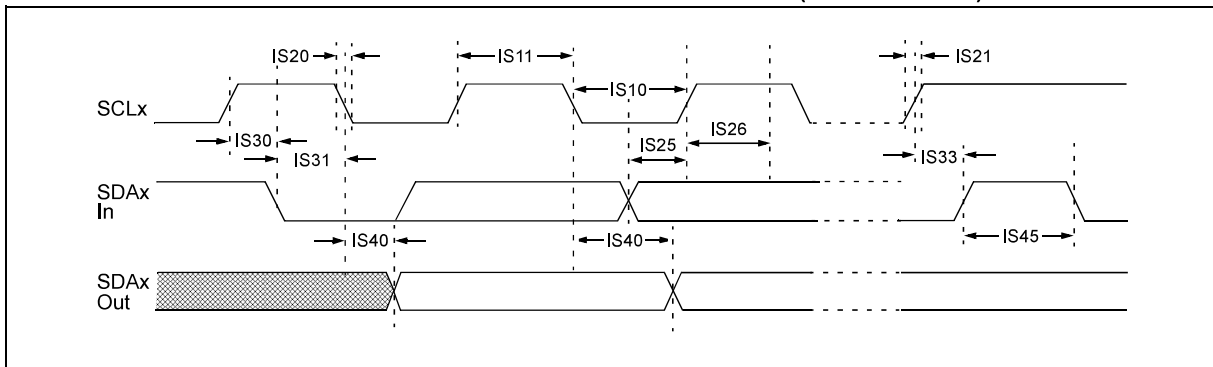 IS20
IS11
IS21
IS10
SCLx
IS30
IS26
IS31
IS25
IS33
SDAx
In
IS40
IS40
IS45
SDAx
Out